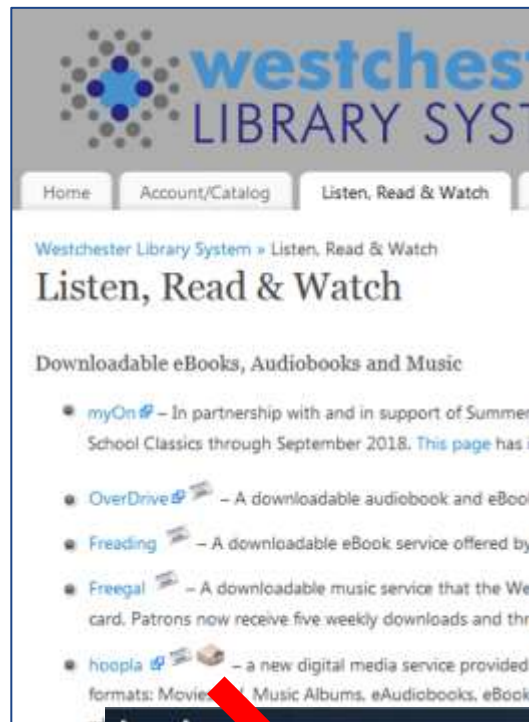 westches
LIBRARY SYST
Home Account/Catalog Listen, Read & Watch
Westchester Library System » Listen, Read & Watch
Listen, Read & Watch
Downloadable eBooks, Audiobooks and Music
myOn – In partnership with and in support of Summer
School Classics through September 2018. This page has
OverDrive – A downloadable audiobook and eBook
Freading – A downloadable eBook service offered by
Freegal – A downloadable music service that the We
card. Patrons now receive five weekly downloads and thr
hoopla – a new digital media service provided
formats: Movies Music Albums, eAudiobooks, eBook